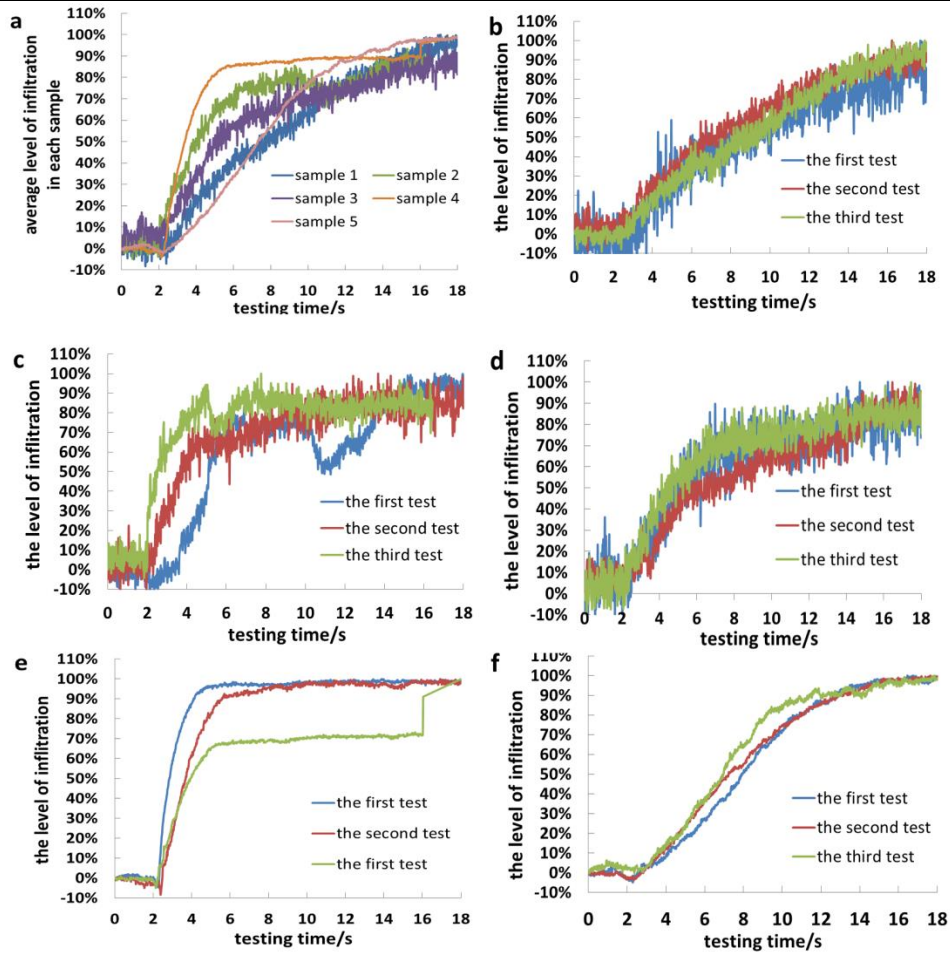 a
110%
100%
90%
80%
70%
60%
50%
40%
30%
20%
10%
0%
-10%
average level of inflitration
in each sample
sample 1
sample 2
sample 3
sample 4
sample 5
0 2 4 6 8 10 12 14 16 18
testing time/s
b
110%
100%
90%
80%
70%
60%
50%
40%
30%
20%
10%
0%
-10%
the level of inflitration
the first test
the second test
the third test
0 2 4 6 8 10 12 14 16 18
testting time/s
c
110%
100%
90%
80%
70%
60%
50%
40%
30%
20%
10%
0%
-10%
the level of inflitration
the first test
the second test
the third test
0 2 4 6 8 10 12 14 16 18
testing time/s
d
110%
100%
90%
80%
70%
60%
50%
40%
30%
20%
10%
0%
-10%
the level of inflitration
the first test
the second test
the third test
0 2 4 6 8 10 12 14 16 18
testing time/s
e
110%
100%
90%
80%
70%
60%
50%
40%
30%
20%
10%
0%
-10%
the level of inflitration
the first test
the second test
the first test
0 2 4 6 8 10 12 14 16 18
testing time/s
f
110%
100%
90%
80%
70%
60%
50%
40%
30%
20%
10%
0%
-10%
the level of inflitration
the first test
the second test
the third test
0 2 4 6 8 10 12 14 16 18
testing time/s